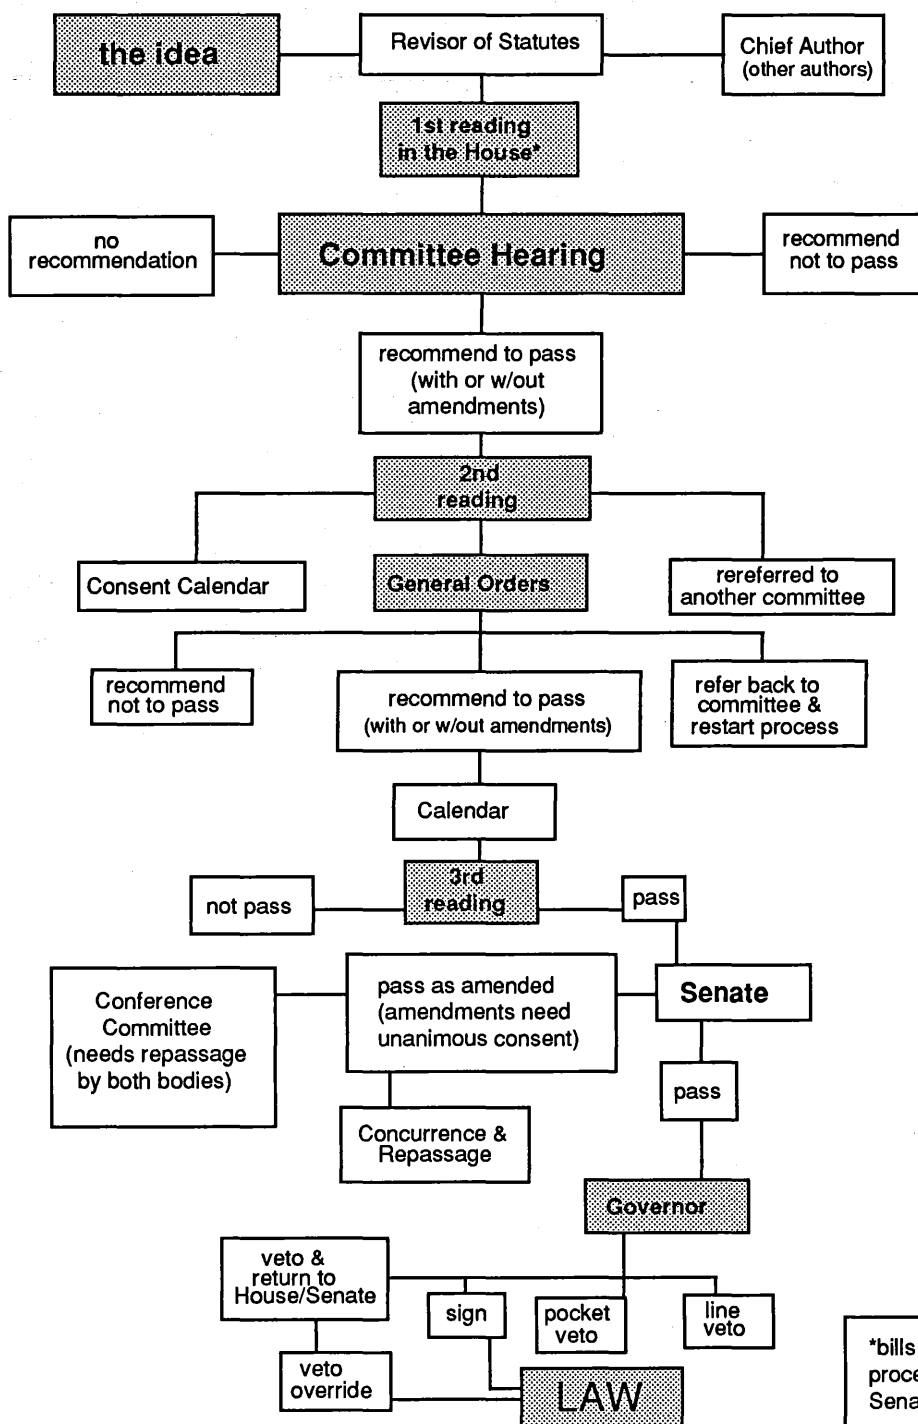 the idea
Revisor of Statutes
Chief Author
(other authors)
1st reading
in the House*
no
recommendation
Committee Hearing
recommend
not to pass
recommend to pass
(with or w/out
amendments)
2nd
reading
Consent Calendar
General Orders
rereferred to
another committee
recommend
not to pass
recommend to pass
(with or w/out amendments)
refer back to
committee &
restart process
Calendar
not pass
3rd
reading
pass
Conference
Committee
(needs repassage
by both bodies)
pass as amended
(amendments need
unanimous consent)
Senate
pass
Concurrence &
Repassage
Governor
veto &
return to
House/Senate
sign
pocket
veto
line
veto
veto
override
LAW
*bills
proce
Sena